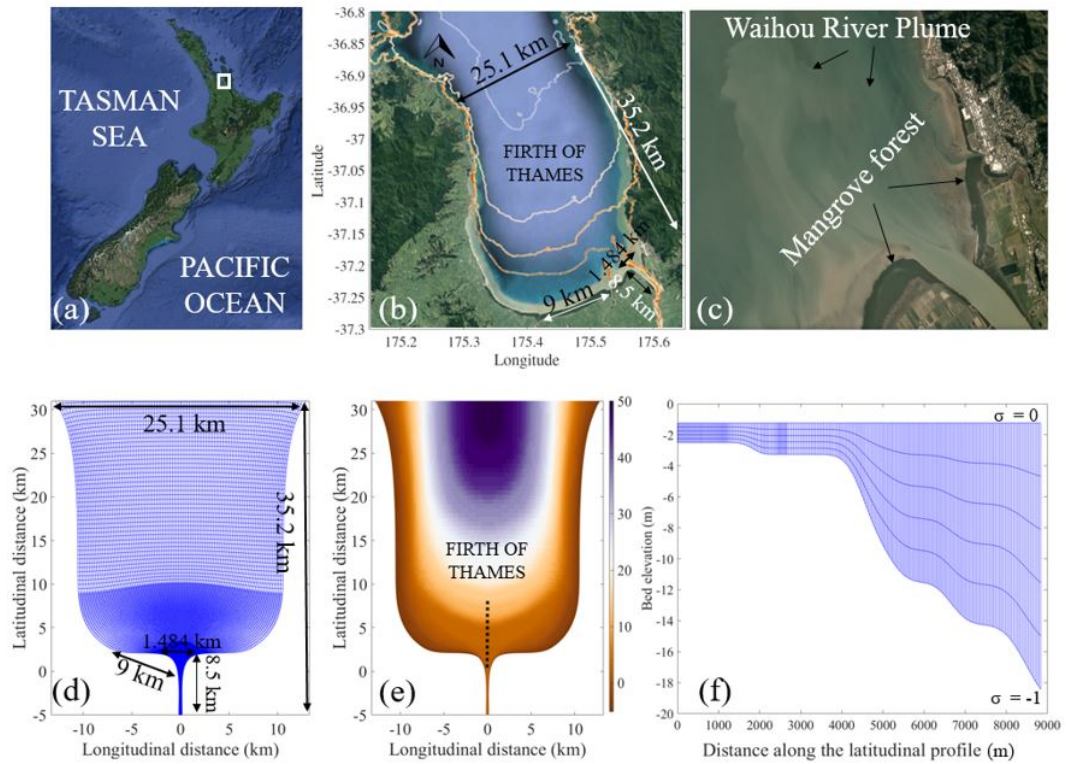 TASMAN
SEA
PACIFIC
OCEAN
(a)
-36.8
-36.85
-36.9
-36.95
-37
-37.05
-37.1
-37.15
-37.2
-37.25
-37.3
Latitude
N
25.1 km
35.2 km
FIRTH OF
THAMES
1.484 km
9 km
8.5 km
(b)
175.2
175.3
175.4
175.5
175.6
Longitude
Waihou River Plume
Mangrove forest
(c)
30
25
20
15
10
5
0
-5
Latitudinal distance (km)
25.1 km
35.2 km
1.484 km
9 km
8.5 km
(d)
-10
-5
0
5
10
Longitudinal distance (km)
30
25
20
15
10
5
0
-5
Latitudinal distance (km)
FIRTH OF
THAMES
(e)
-10
-5
0
5
10
Longitudinal distance (km)
50
40
30
20
10
0
0
-2
-4
-6
-8
-10
-12
-14
-16
-18
-20
Bed elevation (m)
σ = 0
σ = -1
(f)
0
1000
2000
3000
4000
5000
6000
7000
8000
9000
Distance along the latitudinal profile (m)